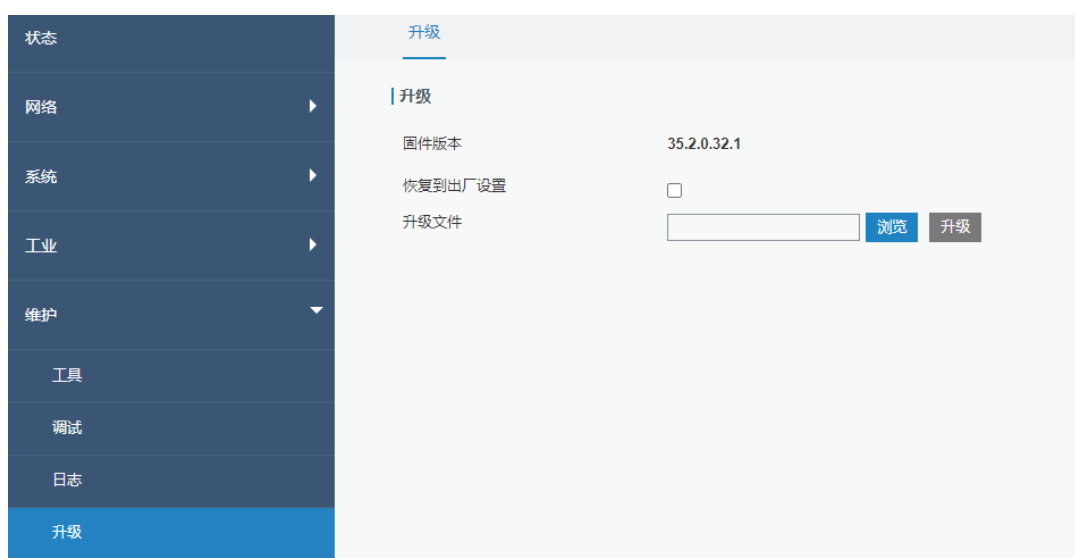 状态
网络
系统
工业
维护
工具
调试
日志
升级
升级
升级
固件版本 35.2.0.32.1
恢复到出厂设置
升级文件 浏览 升级